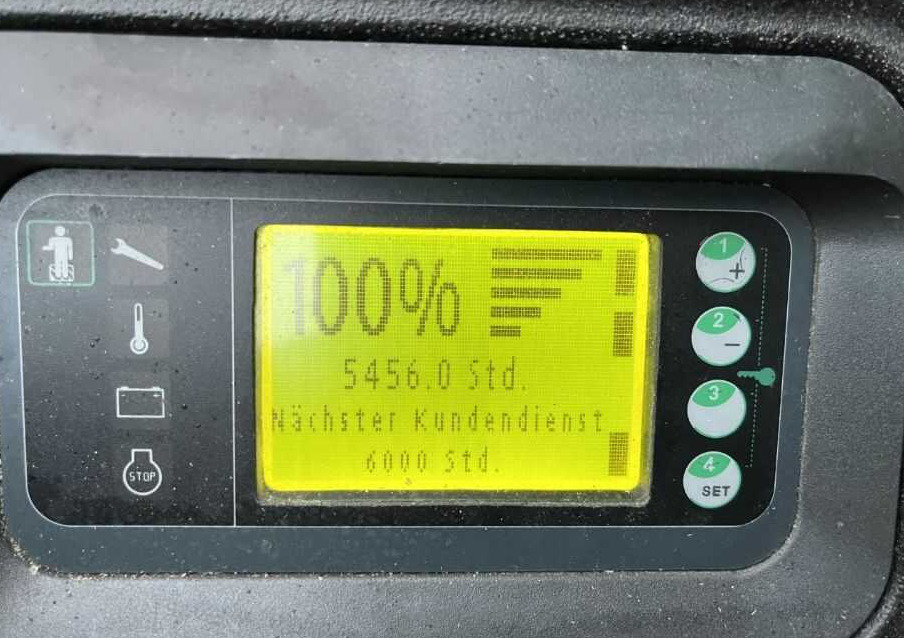 100%
5456.0 Std.
Nächster Kundendienst
6000 Std.
STOP
1
+
2
−
3
4
SET